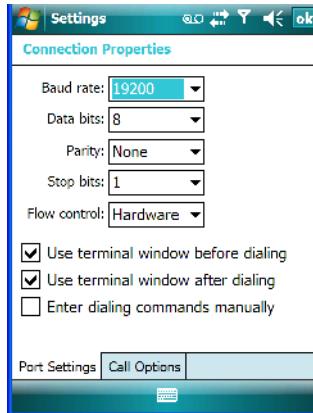 Settings ok
Connection Properties
Baud rate: 19200
Data bits: 8
Parity: None
Stop bits: 1
Flow control: Hardware
Use terminal window before dialing
Use terminal window after dialing
Enter dialing commands manually
Port Settings Call Options